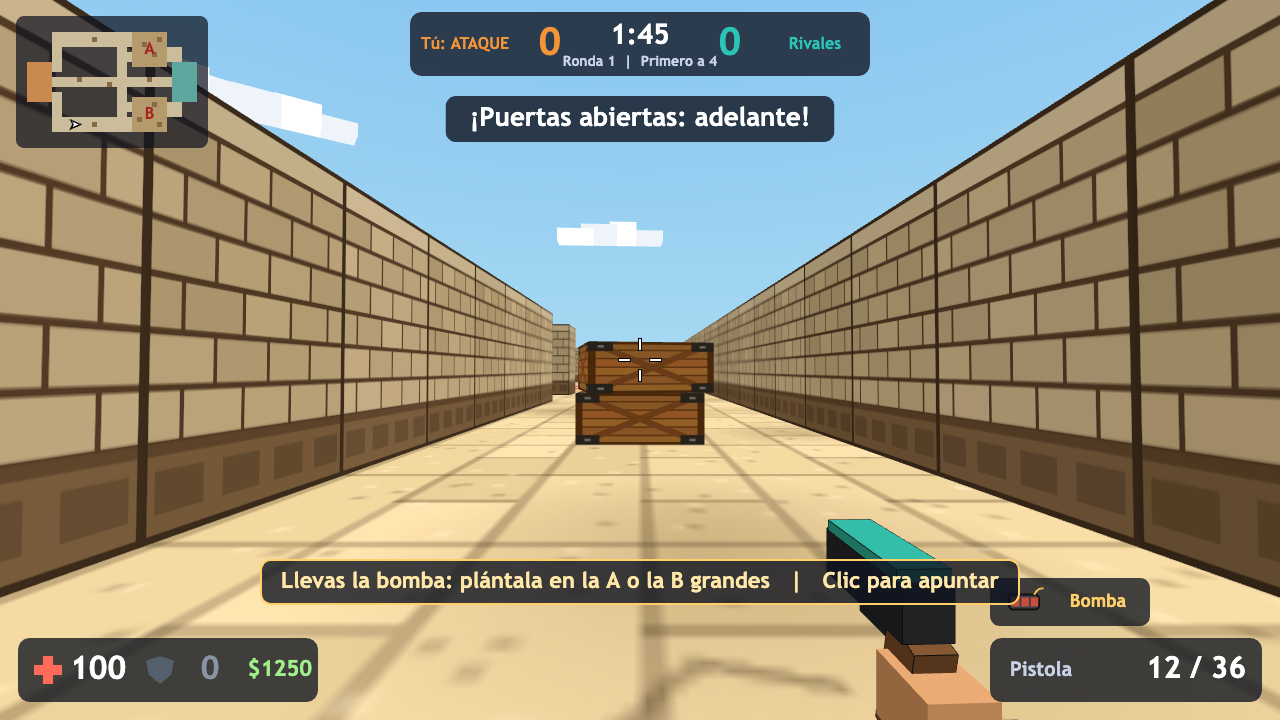 A
B
Tú: ATAQUE 0 1:45 0 Rivales
Ronda 1 | Primero a 4
¡Puertas abiertas: adelante!
Llevas la bomba: plántala en la A o la B grandes | Clic para apuntar
Bomba
100 0 $1250
Pistola 12 / 36